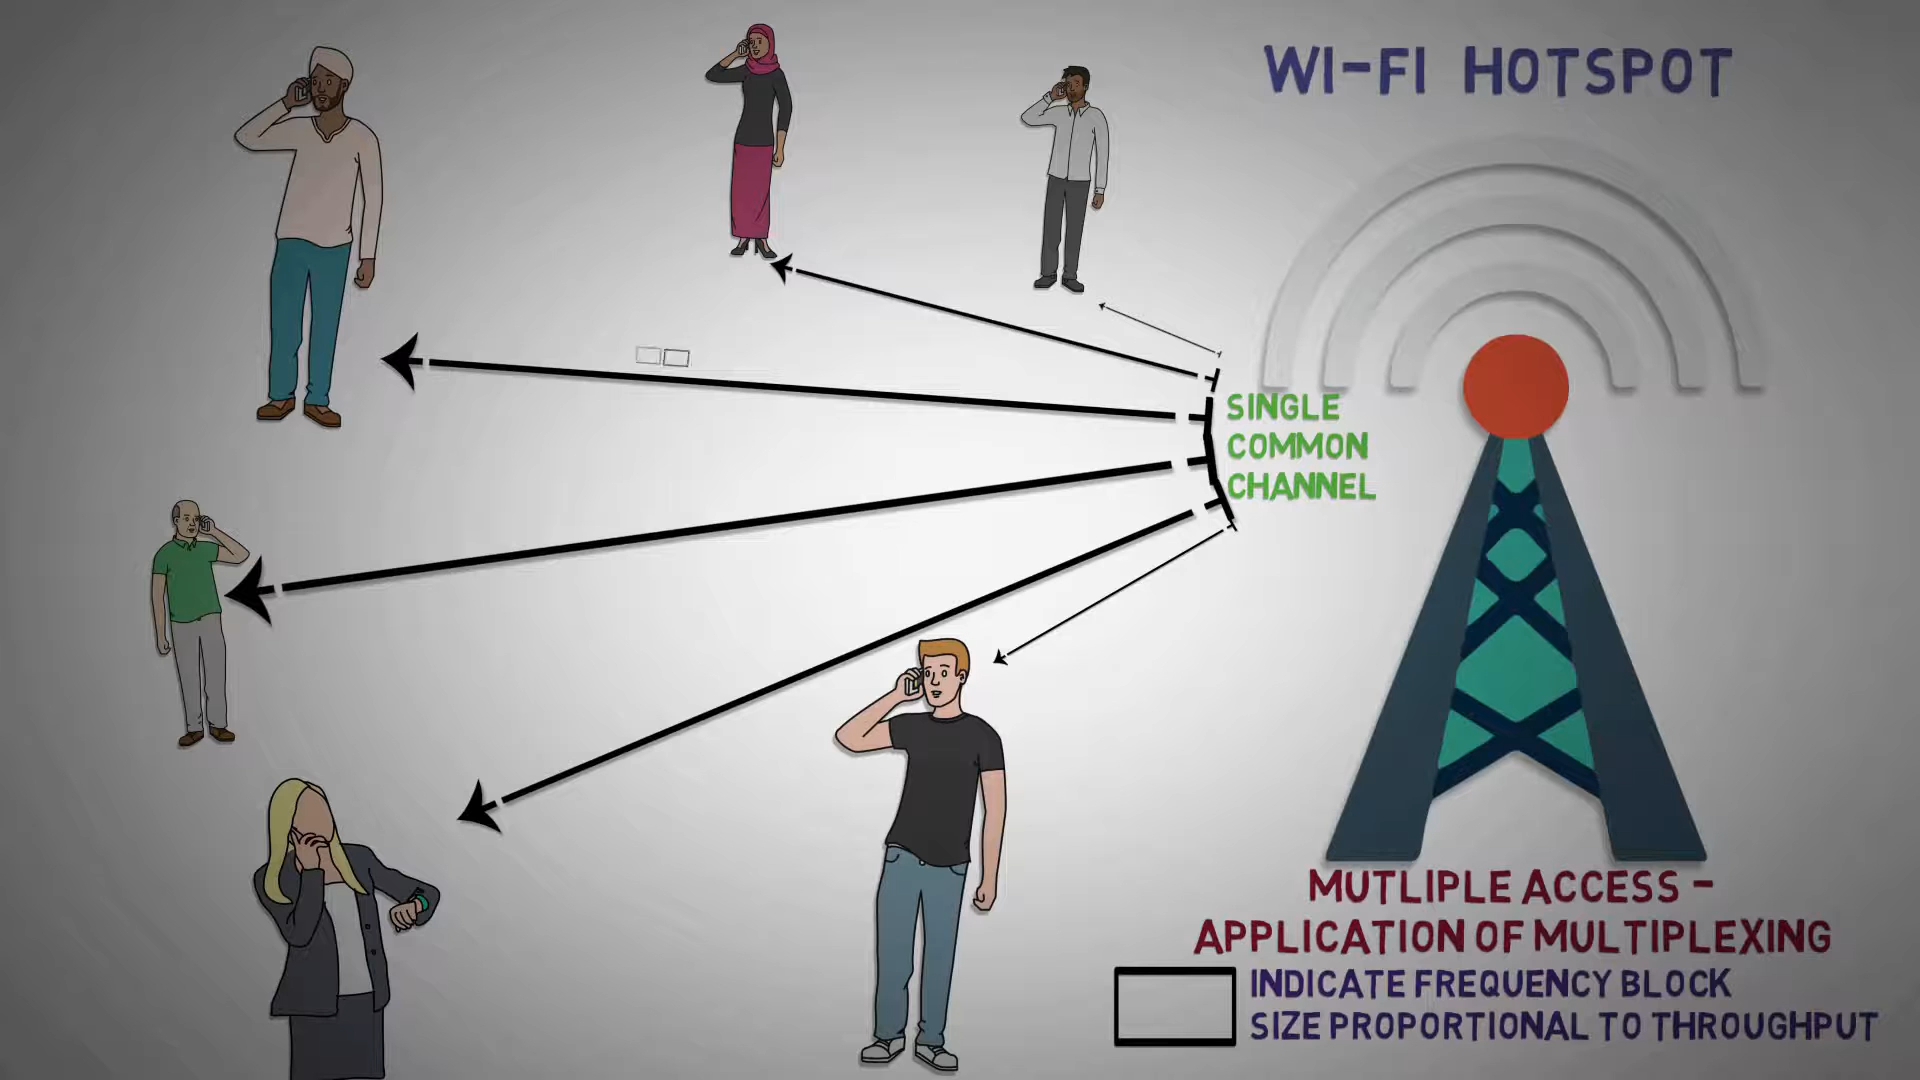 WI-FI HOTSPOT
SINGLE
COMMON
CHANNEL
MUTLIPLE ACCESS -
APPLICATION OF MULTIPLEXING
INDICATE FREQUENCY BLOCK
SIZE PROPORTIONAL TO THROUGHPUT